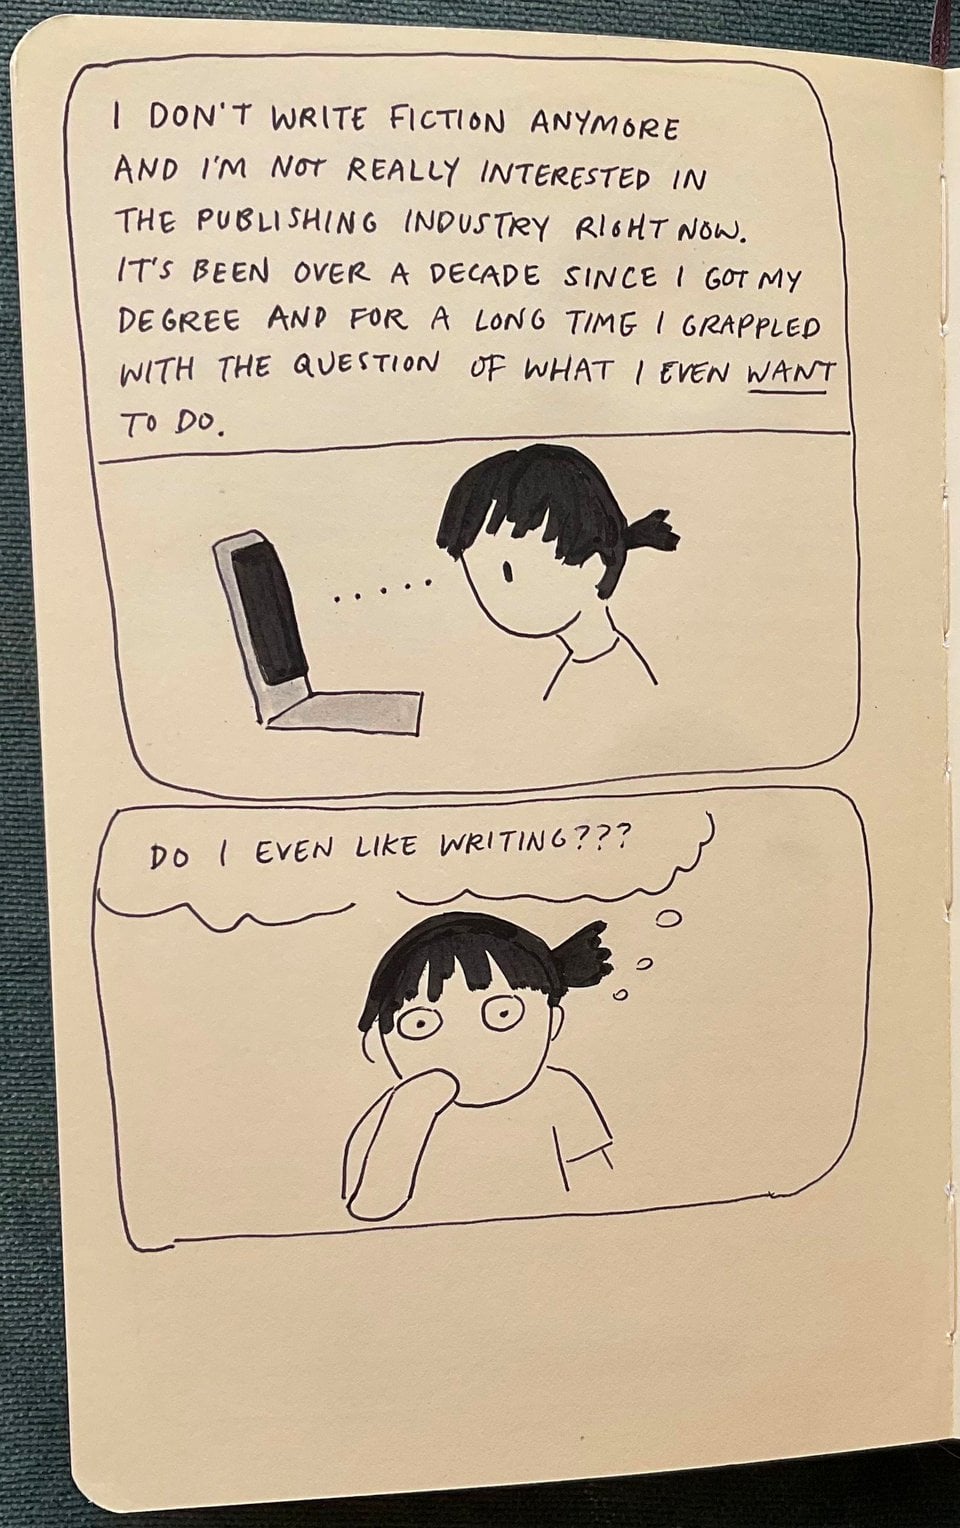 I DON'T WRITE FICTION ANYMORE
AND I'M NOT REALLY INTERESTED IN
THE PUBLISHING INDUSTRY RIGHT NOW.
IT'S BEEN OVER A DECADE SINCE I GOT MY
DEGREE AND FOR A LONG TIME I GRAPPLED
WITH THE QUESTION OF WHAT I EVEN WANT
TO DO.
DO I EVEN LIKE WRITING???